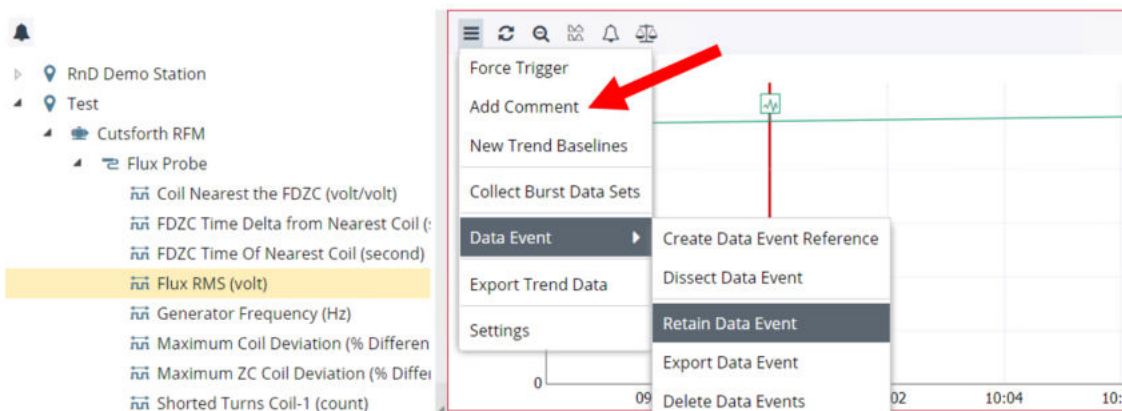 RnD Demo Station
Test
Cutsforth RFM
Flux Probe
Coil Nearest the FDZC (volt/volt)
FDZC Time Delta from Nearest Coil (
FDZC Time Of Nearest Coil (second)
Flux RMS (volt)
Generator Frequency (Hz)
Maximum Coil Deviation (% Differen
Maximum ZC Coil Deviation (% Differ
Shorted Turns Coil-1 (count)
Force Trigger
Add Comment
New Trend Baselines
Collect Burst Data Sets
Data Event
Export Trend Data
Settings
Create Data Event Reference
Dissect Data Event
Retain Data Event
Export Data Event
Delete Data Events
0
09
02
10:04
10: